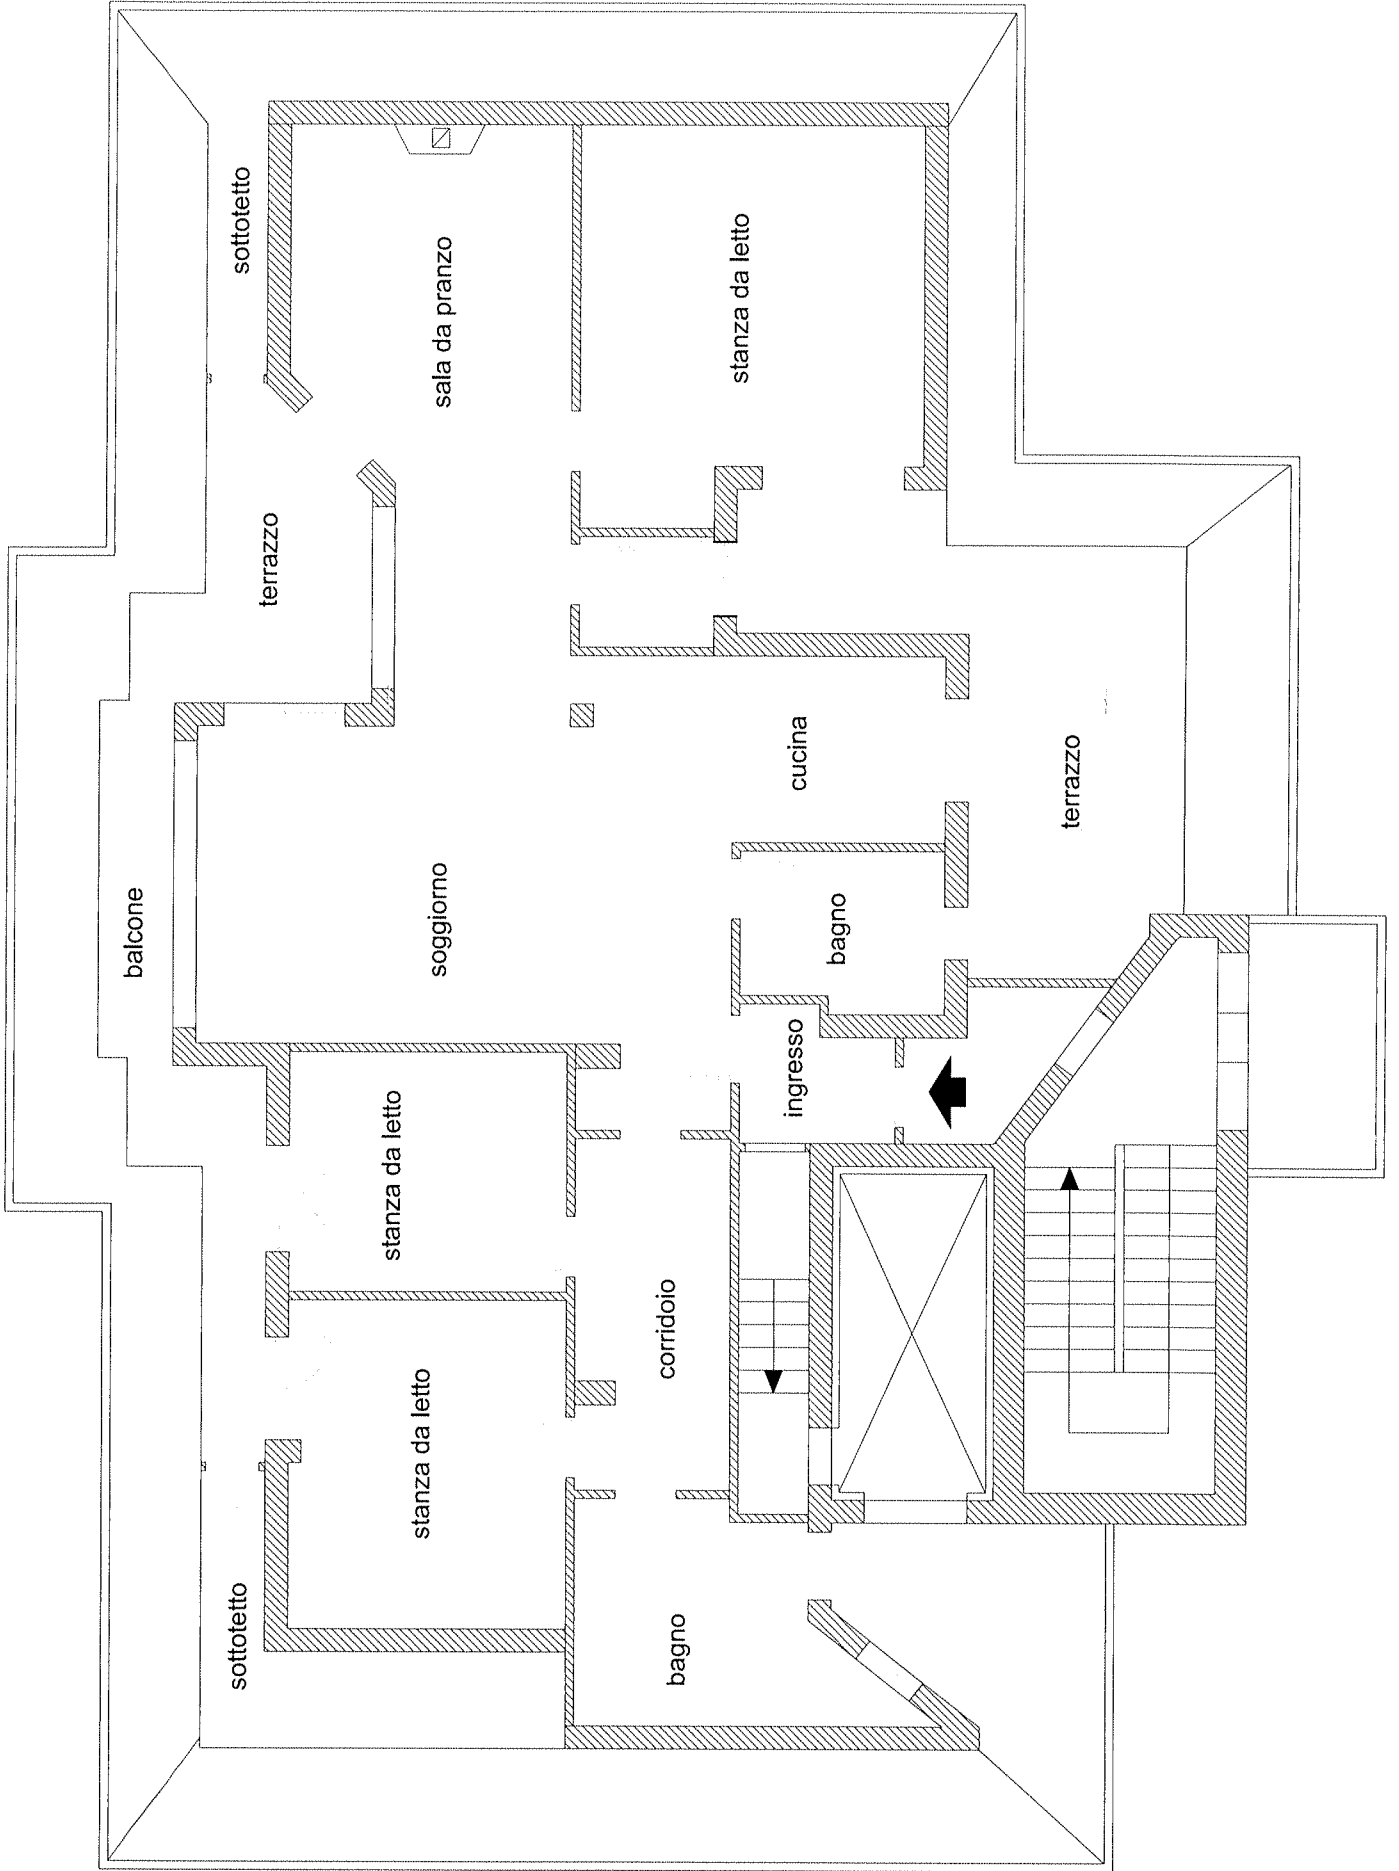 sottotetto
stanza da letto
stanza da letto
balcone
soggiorno
terrazzo
sottotetto
sala da pranzo
stanza da letto
bagno
corridoio
ingresso
bagno
cucina
terrazzo